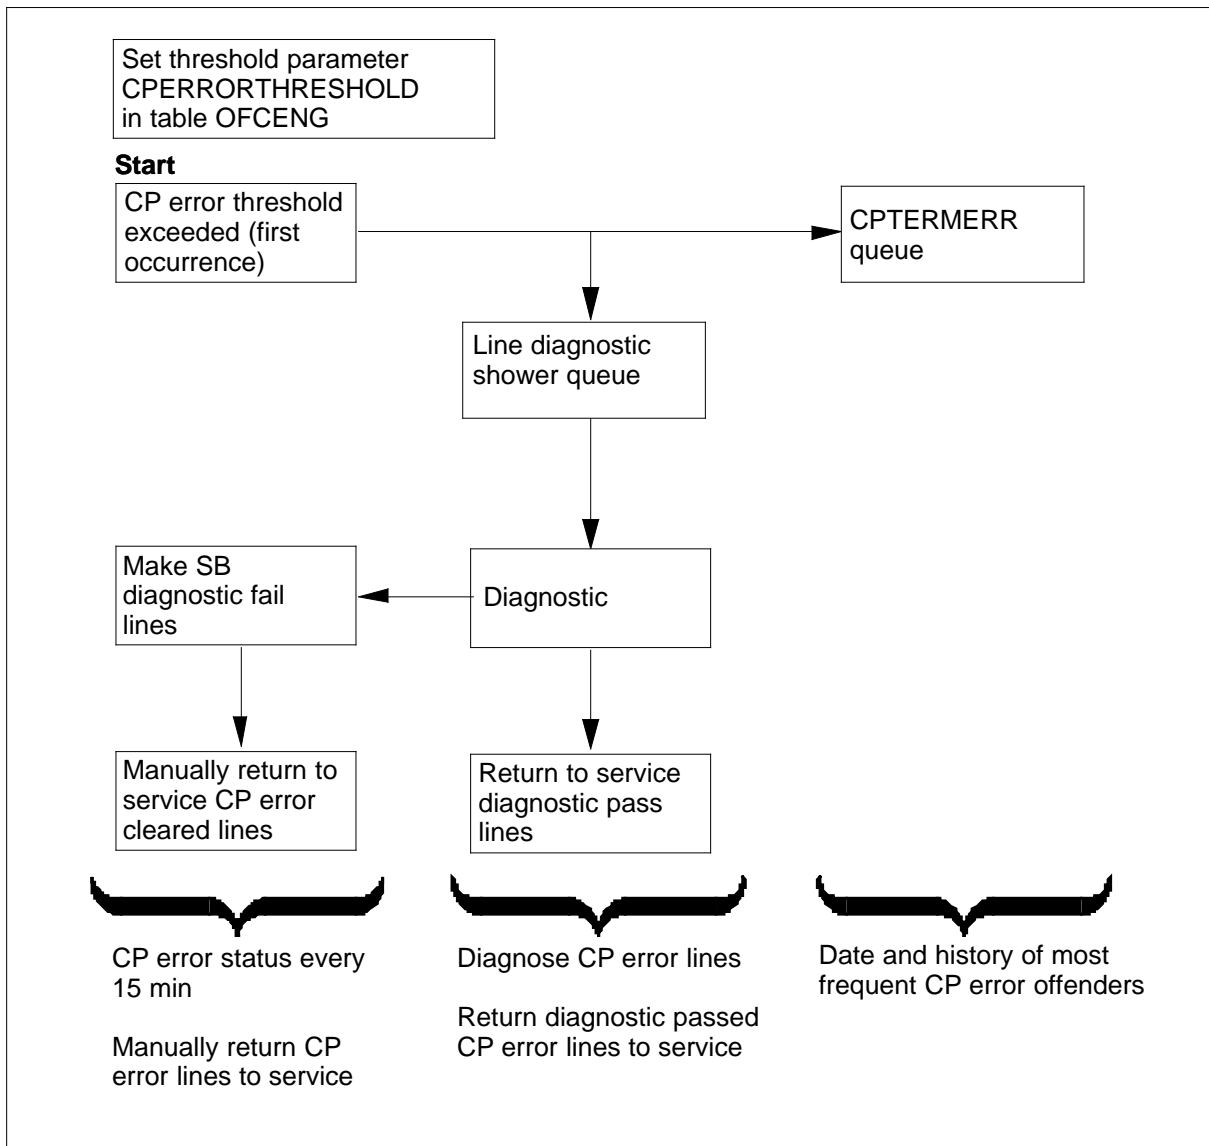 Set threshold parameter
CPERRORTHRESHOLD
in table OFCENG
Start
CP error threshold
exceeded (first
occurrence)
CPTERMERR
queue
Line diagnostic
shower queue
Make SB
diagnostic fail
lines
Diagnostic
Manually return to
service CP error
cleared lines
Return to service
diagnostic pass
lines
CP error status every
15 min
Manually return CP
error lines to service
Diagnose CP error lines
Return diagnostic passed
CP error lines to service
Date and history of most
frequent CP error offenders